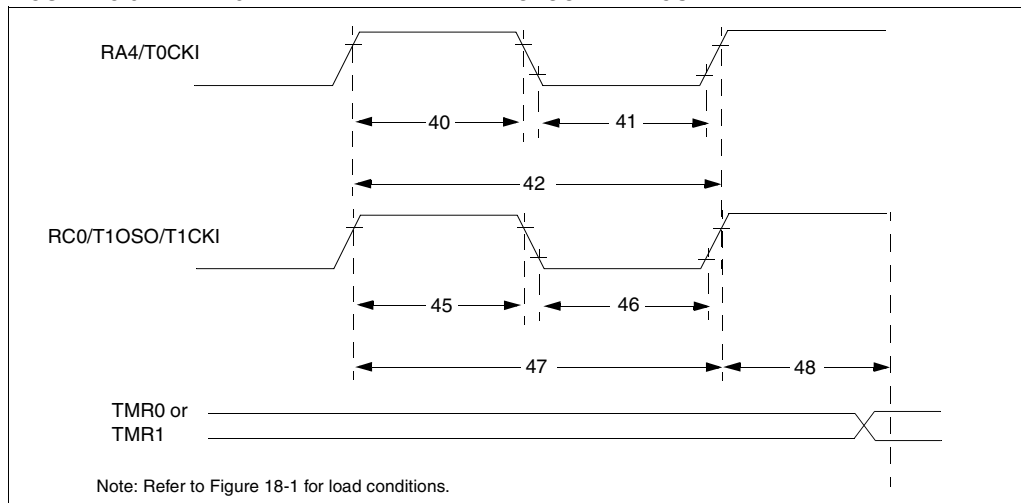 RA4/T0CKI
40
41
42
RC0/T1OSO/T1CKI
45
46
47
48
TMR0 or
TMR1
Note: Refer to Figure 18-1 for load conditions.